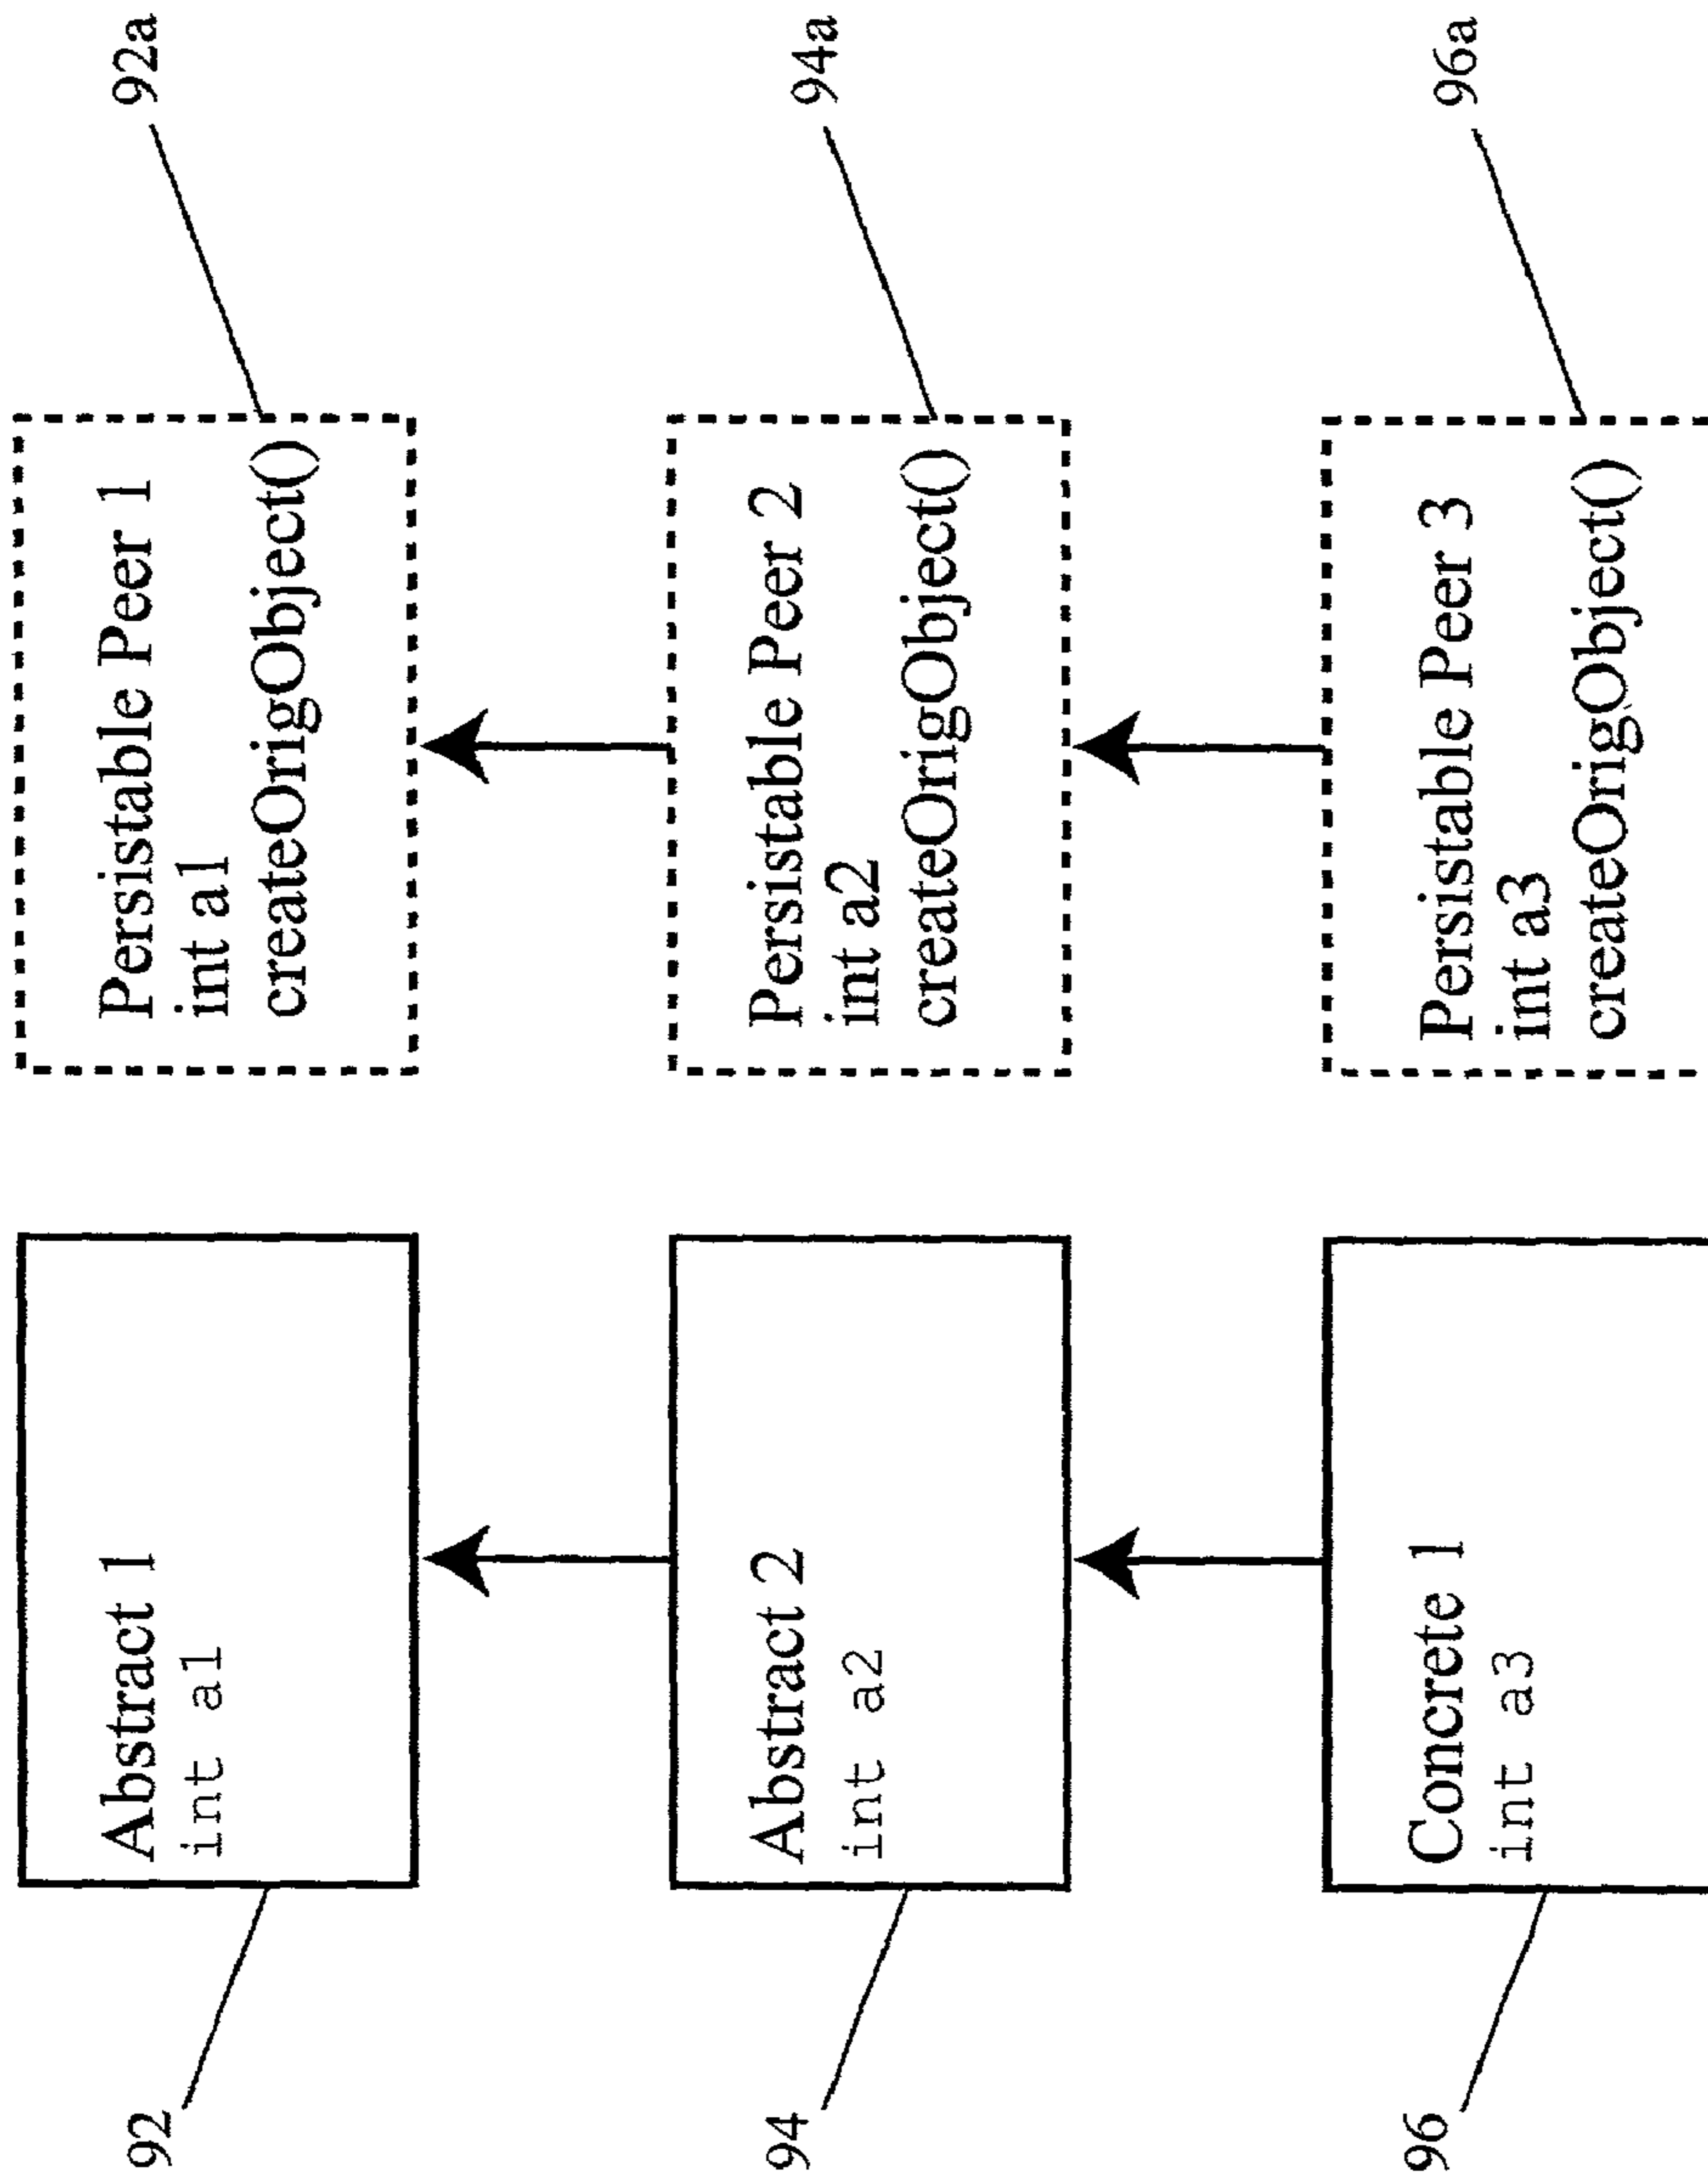 92
Abstract 1
int a1
Persistable Peer 1
int a1
createOrigObject()
92a
94
Abstract 2
int a2
Persistable Peer 2
int a2
createOrigObject()
94a
96
Concrete 1
int a3
Persistable Peer 3
int a3
createOrigObject()
96a